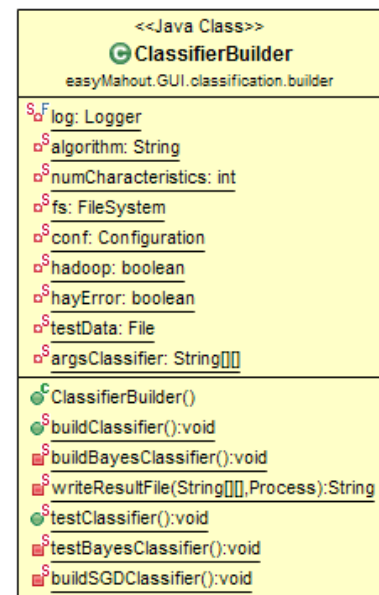 <<Java Class>>
C ClassifierBuilder
easyMahout.GUI.classification.builder
S F log: Logger
S algorithm: String
S numCharacteristics: int
S fs: FileSystem
S conf: Configuration
S hadoop: boolean
S hayError: boolean
S testData: File
S argsClassifier: String[][]
C ClassifierBuilder()
S buildClassifier():void
S buildBayesClassifier():void
S writeResultFile(String[][],Process):String
S testClassifier():void
S testBayesClassifier():void
S buildSGDClassifier():void